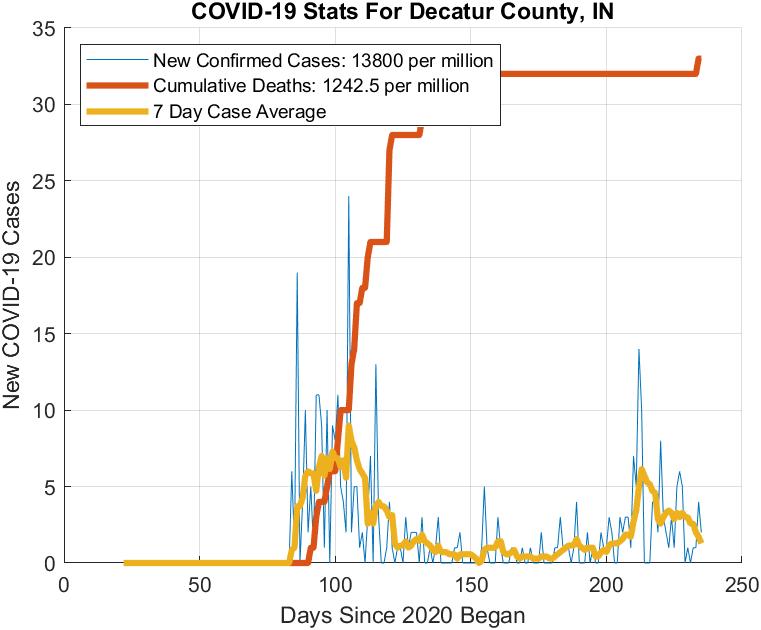 COVID-19 Stats For Decatur County, IN
New Confirmed Cases: 13800 per million
Cumulative Deaths: 1242.5 per million
7 Day Case Average
New COVID-19 Cases
35
30
25
20
15
10
5
0
0 50 100 150 200 250
Days Since 2020 Began